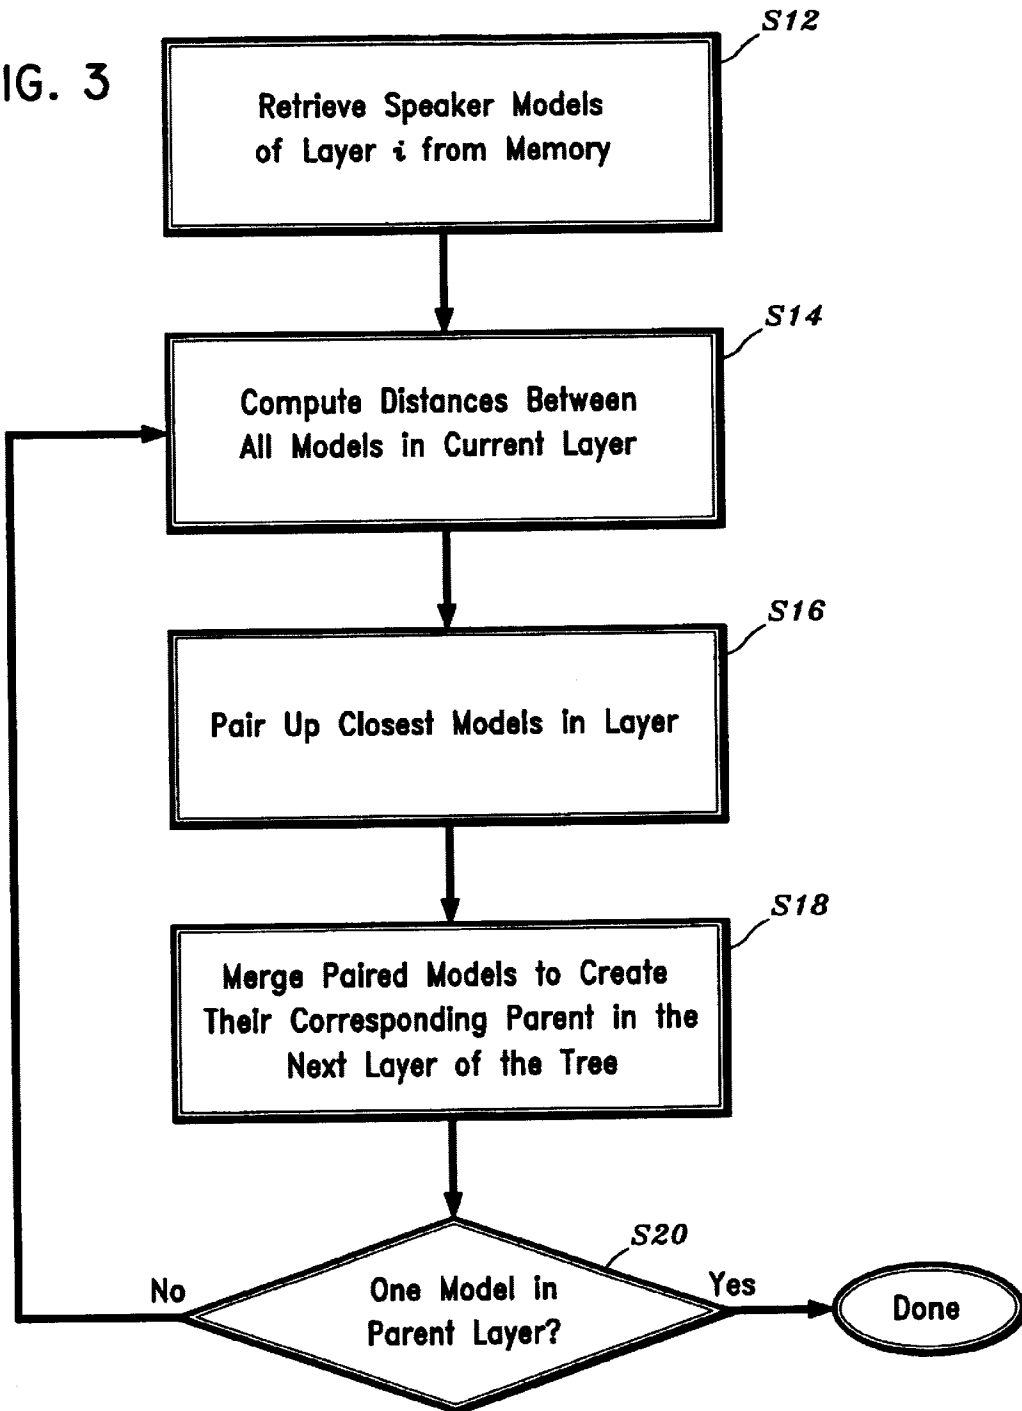 IG. 3
S12
Retrieve Speaker Models
of Layer i from Memory
S14
Compute Distances Between
All Models in Current Layer
S16
Pair Up Closest Models in Layer
S18
Merge Paired Models to Create
Their Corresponding Parent in the
Next Layer of the Tree
S20
One Model in
Parent Layer?
No
Yes
Done